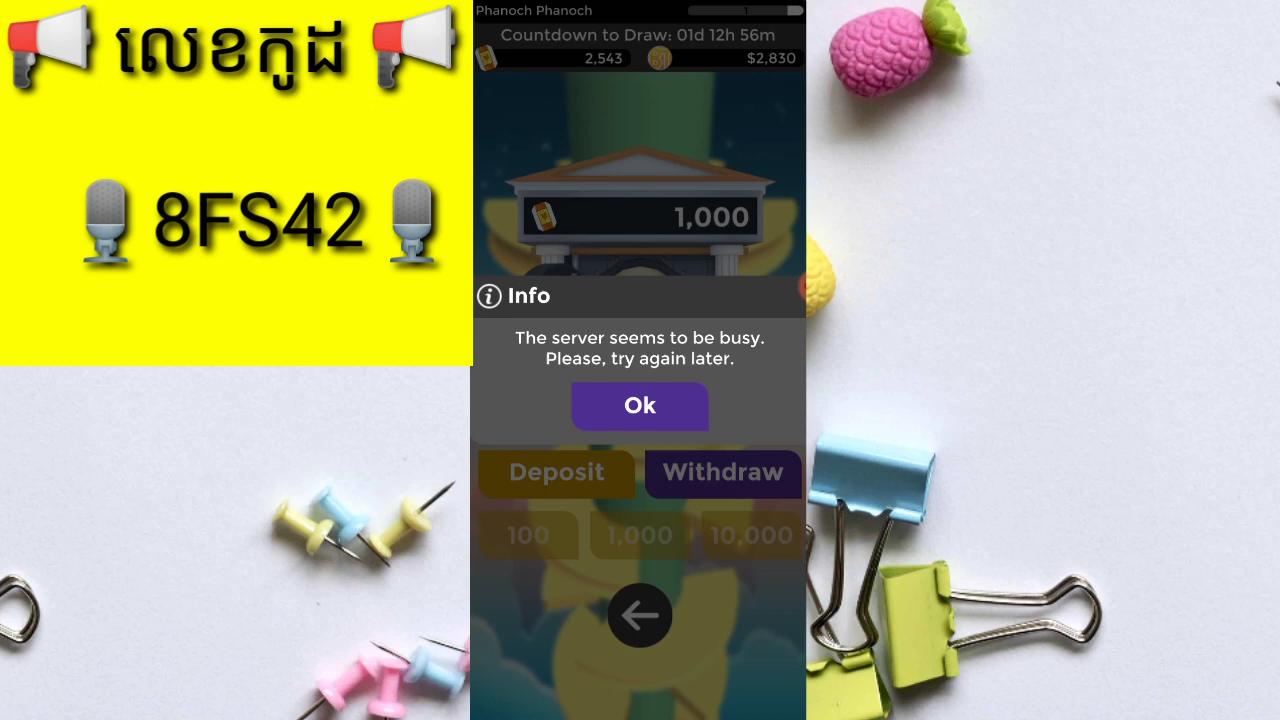 លេខកូដ
8FS42
Phanoch Phanoch
1
Countdown to Draw: 01d 12h 56m
2,543
$2,830
1,000
Info
The server seems to be busy.
Please, try again later.
Ok
Deposit
Withdraw
100
1,000
10,000